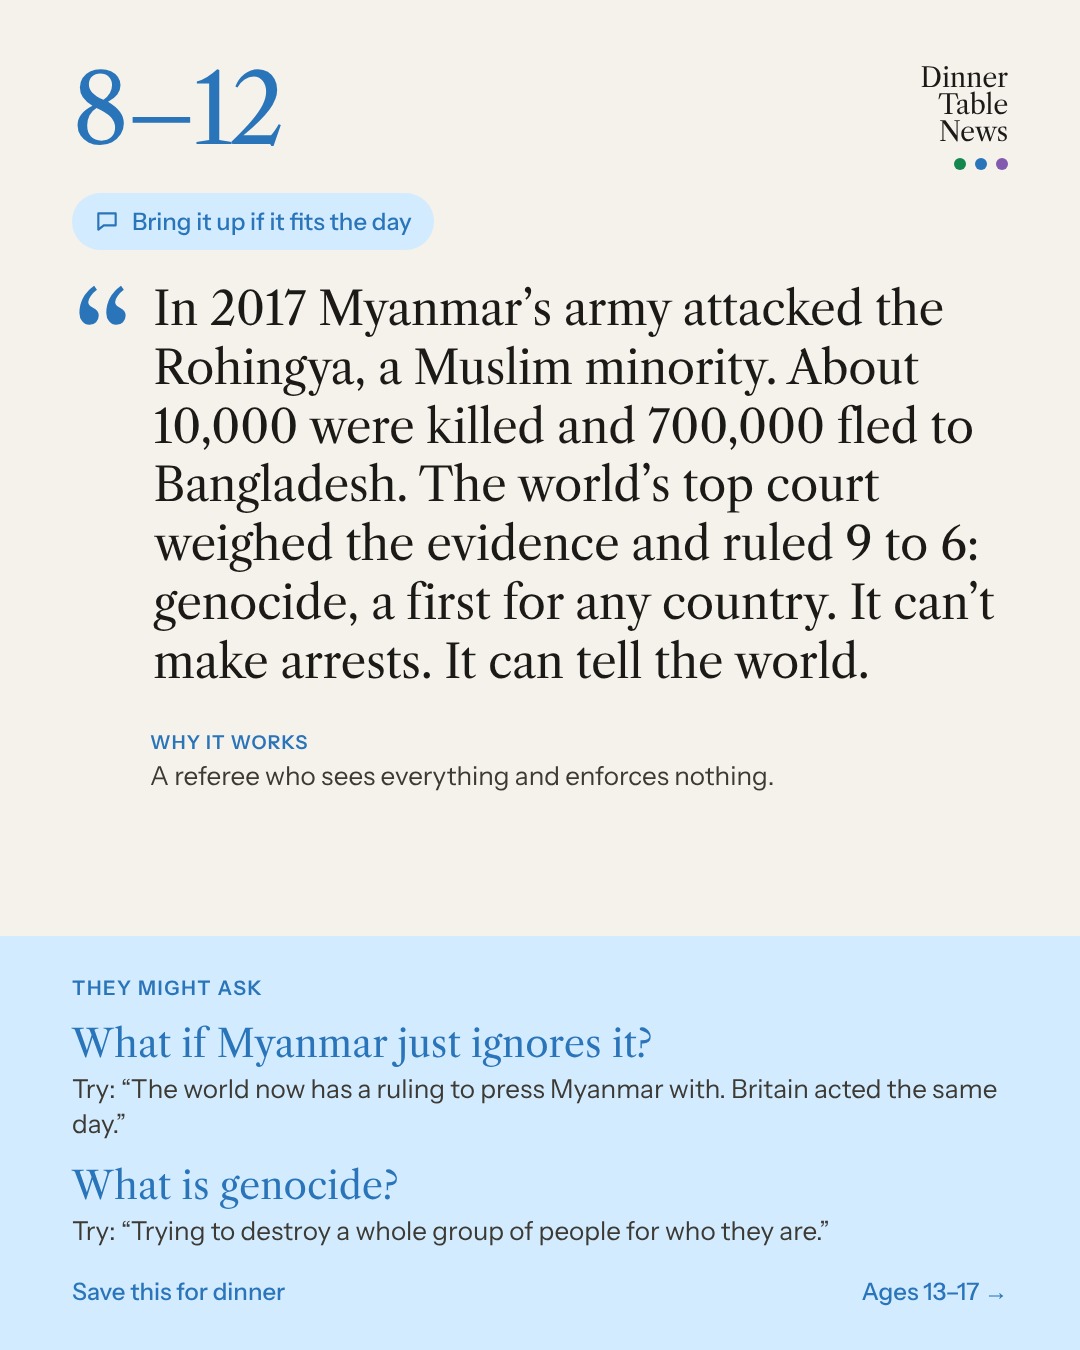 8–12
Dinner
Table
News
Bring it up if it fits the day
“ In 2017 Myanmar’s army attacked the
Rohingya, a Muslim minority. About
10,000 were killed and 700,000 fled to
Bangladesh. The world’s top court
weighed the evidence and ruled 9 to 6:
genocide, a first for any country. It can’t
make arrests. It can tell the world.
WHY IT WORKS
A referee who sees everything and enforces nothing.
THEY MIGHT ASK
What if Myanmar just ignores it?
Try: “The world now has a ruling to press Myanmar with. Britain acted the same
day.”
What is genocide?
Try: “Trying to destroy a whole group of people for who they are.”
Save this for dinner
Ages 13–17 →